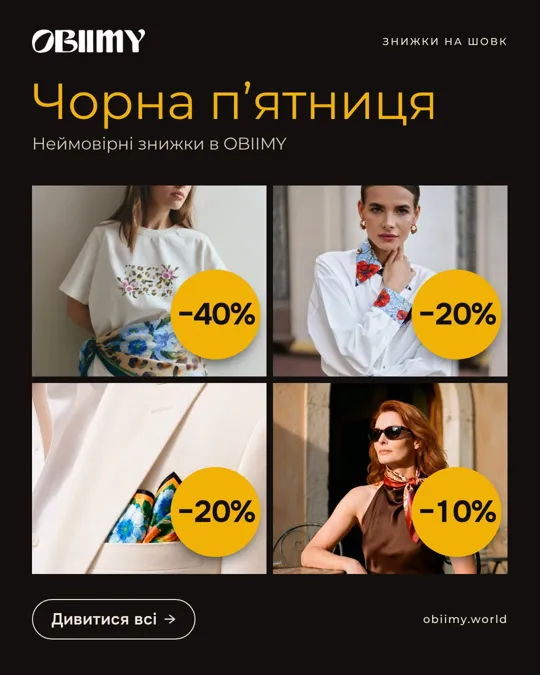 OBIIMY
ЗНИЖКИ НА ШОВК
Чорна п’ятниця
Неймовірні знижки в OBIIMY
−40%
−20%
−20%
−10%
Дивитися всі →
obiimy.world